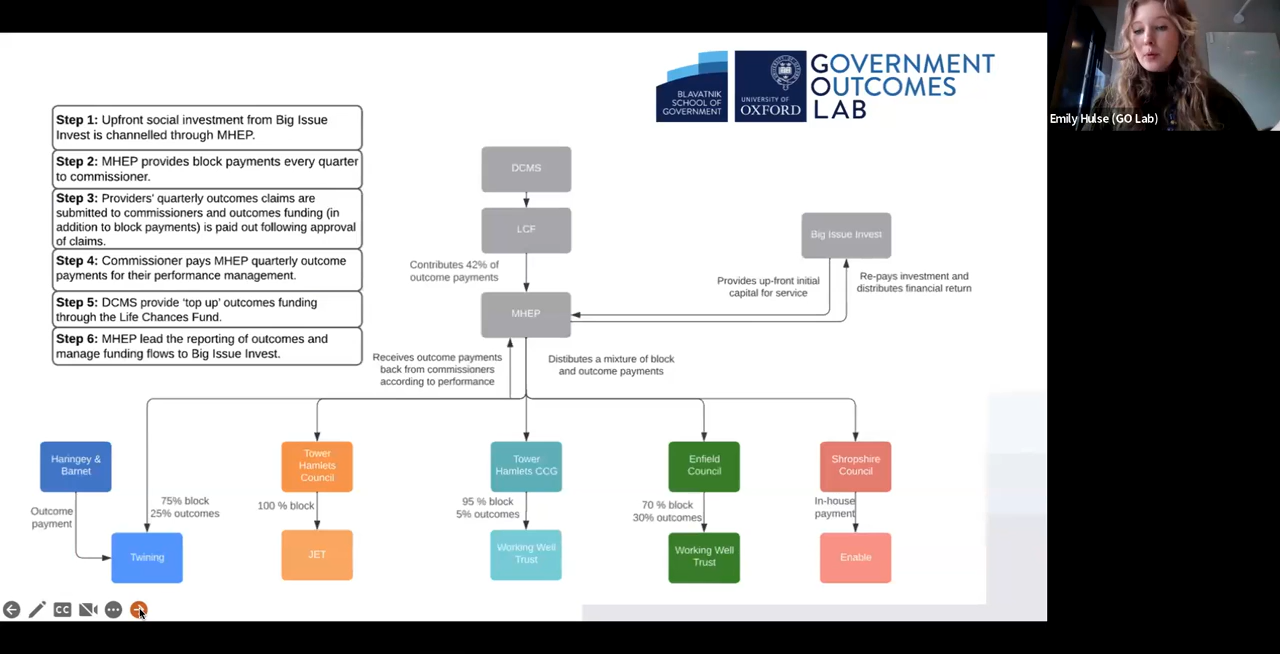 BLAVATNIK
SCHOOL OF
GOVERNMENT
UNIVERSITY OF
OXFORD
GOVERNMENT
OUTCOMES
LAB
Emily Hulse (GO Lab)
Step 1: Upfront social investment from Big Issue
Invest is channelled through MHEP.
Step 2: MHEP provides block payments every quarter
to commissioner.
Step 3: Providers' quarterly outcomes claims are
submitted to commissioners and outcomes funding (in
addition to block payments) is paid out following approval
of claims.
Step 4: Commissioner pays MHEP quarterly outcome
payments for their performance management.
Step 5: DCMS provide 'top up' outcomes funding
through the Life Chances Fund.
Step 6: MHEP lead the reporting of outcomes and
manage funding flows to Big Issue Invest.
DCMS
LCF
Contributes 42% of
outcome payments
MHEP
Big Issue Invest
Provides up-front initial
capital for service
Re-pays investment and
distributes financial return
Receives outcome payments
back from commissioners
according to performance
Distibutes a mixture of block
and outcome payments
Haringey &
Barnet
Tower
Hamlets
Council
Tower
Hamlets CCG
Enfield
Council
Shropshire
Council
Outcome
payment
75% block
25% outcomes
100 % block
95 % block
5% outcomes
70 % block
30% outcomes
In-house
payment
Twining
JET
Working Well
Trust
Working Well
Trust
Enable
CC